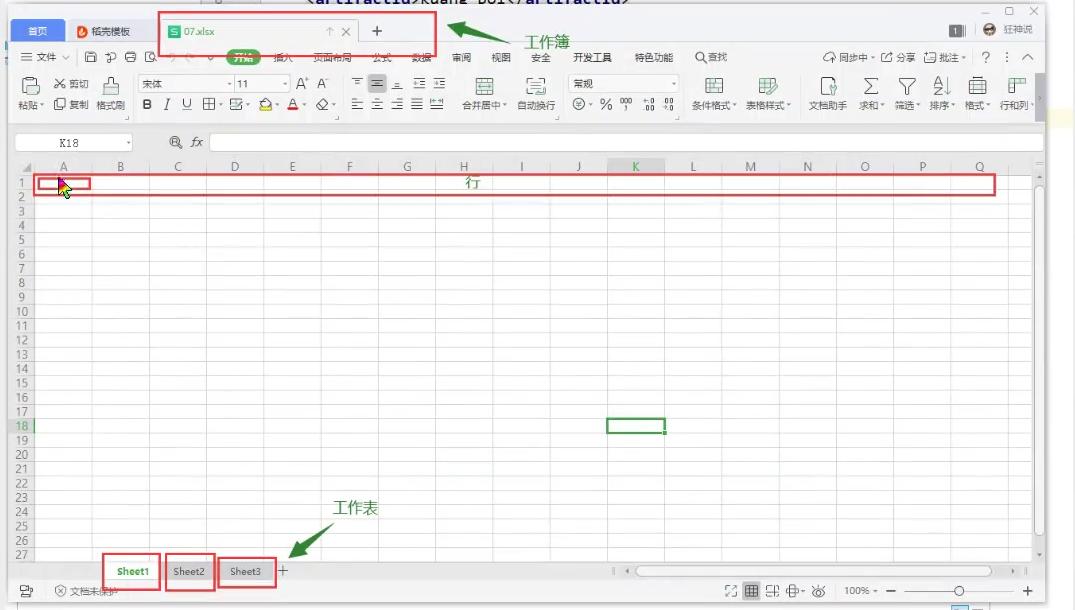 <artifactId>kuang-poi</artifactId>
首页 稻壳模板 S 07.xlsx
1 狂神说
工作簿
文件 开始 插入 页面布局 公式 数据 审阅 视图 安全 开发工具 特色功能 查找 同步中 分享 批注 ?
粘贴 剪切 复制 格式刷 宋体 11 A+ A- B I U A 合并居中 自动换行 常规 % 条件格式 表格样式 文档助手 求和 筛选 排序 格式 行和列
K18 fx
A B C D E F G H I J K L M N O P Q
1 行
2
3
4
5
6
7
8
9
10
11
12
13
14
15
16
17
18
19
20
21
22
23
24
25
26
27
工作表
Sheet1 Sheet2 Sheet3 +
文档未保护 100% − +